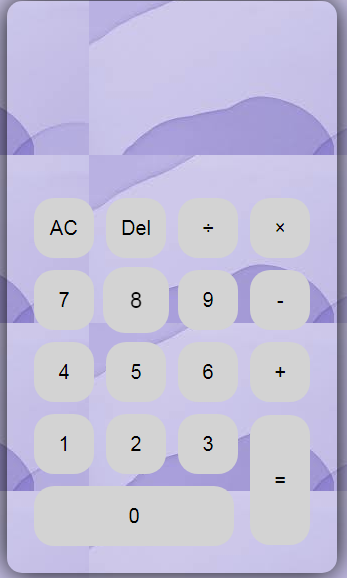 AC Del ÷ ×
7 8 9 -
4 5 6 +
1 2 3
=
0